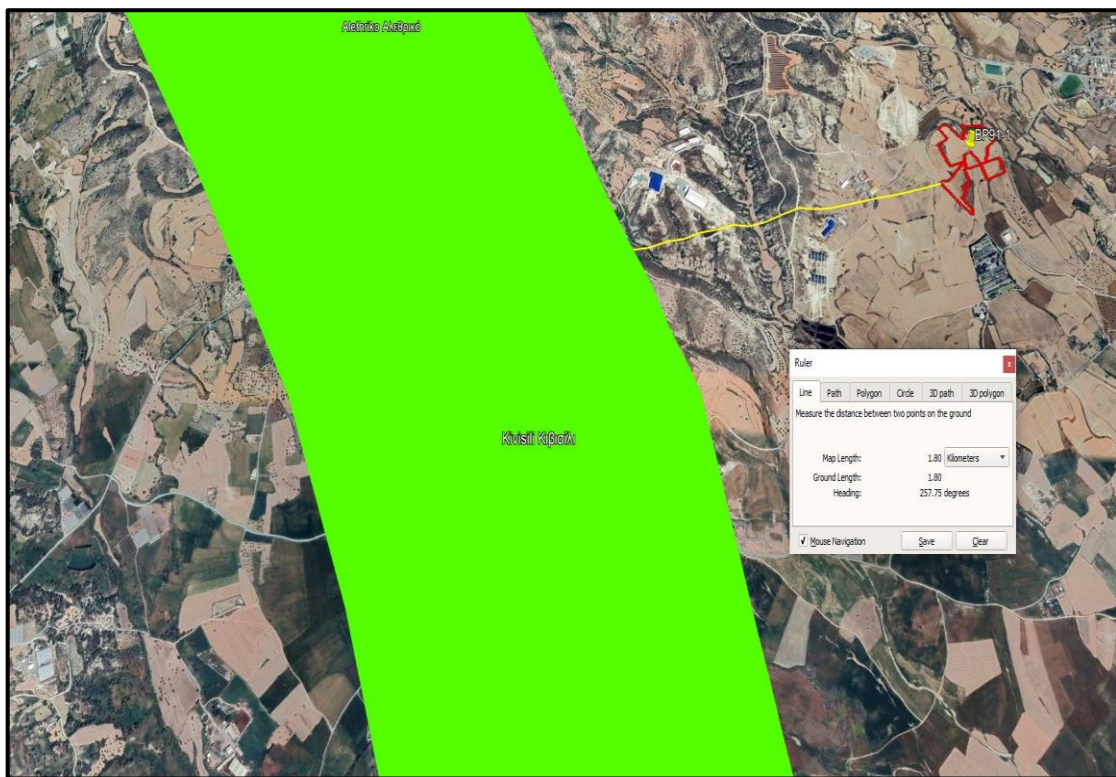 Alethriko Αλεθρικό
BP91
Ruler
x
Line Path Polygon Circle 3D path 3D polygon
Measure the distance between two points on the ground
Map Length: 1.80 Kilometers
Ground Length: 1.80
Heading: 257.75 degrees
Kivisili Κιβισίλι
Mouse Navigation Save Clear